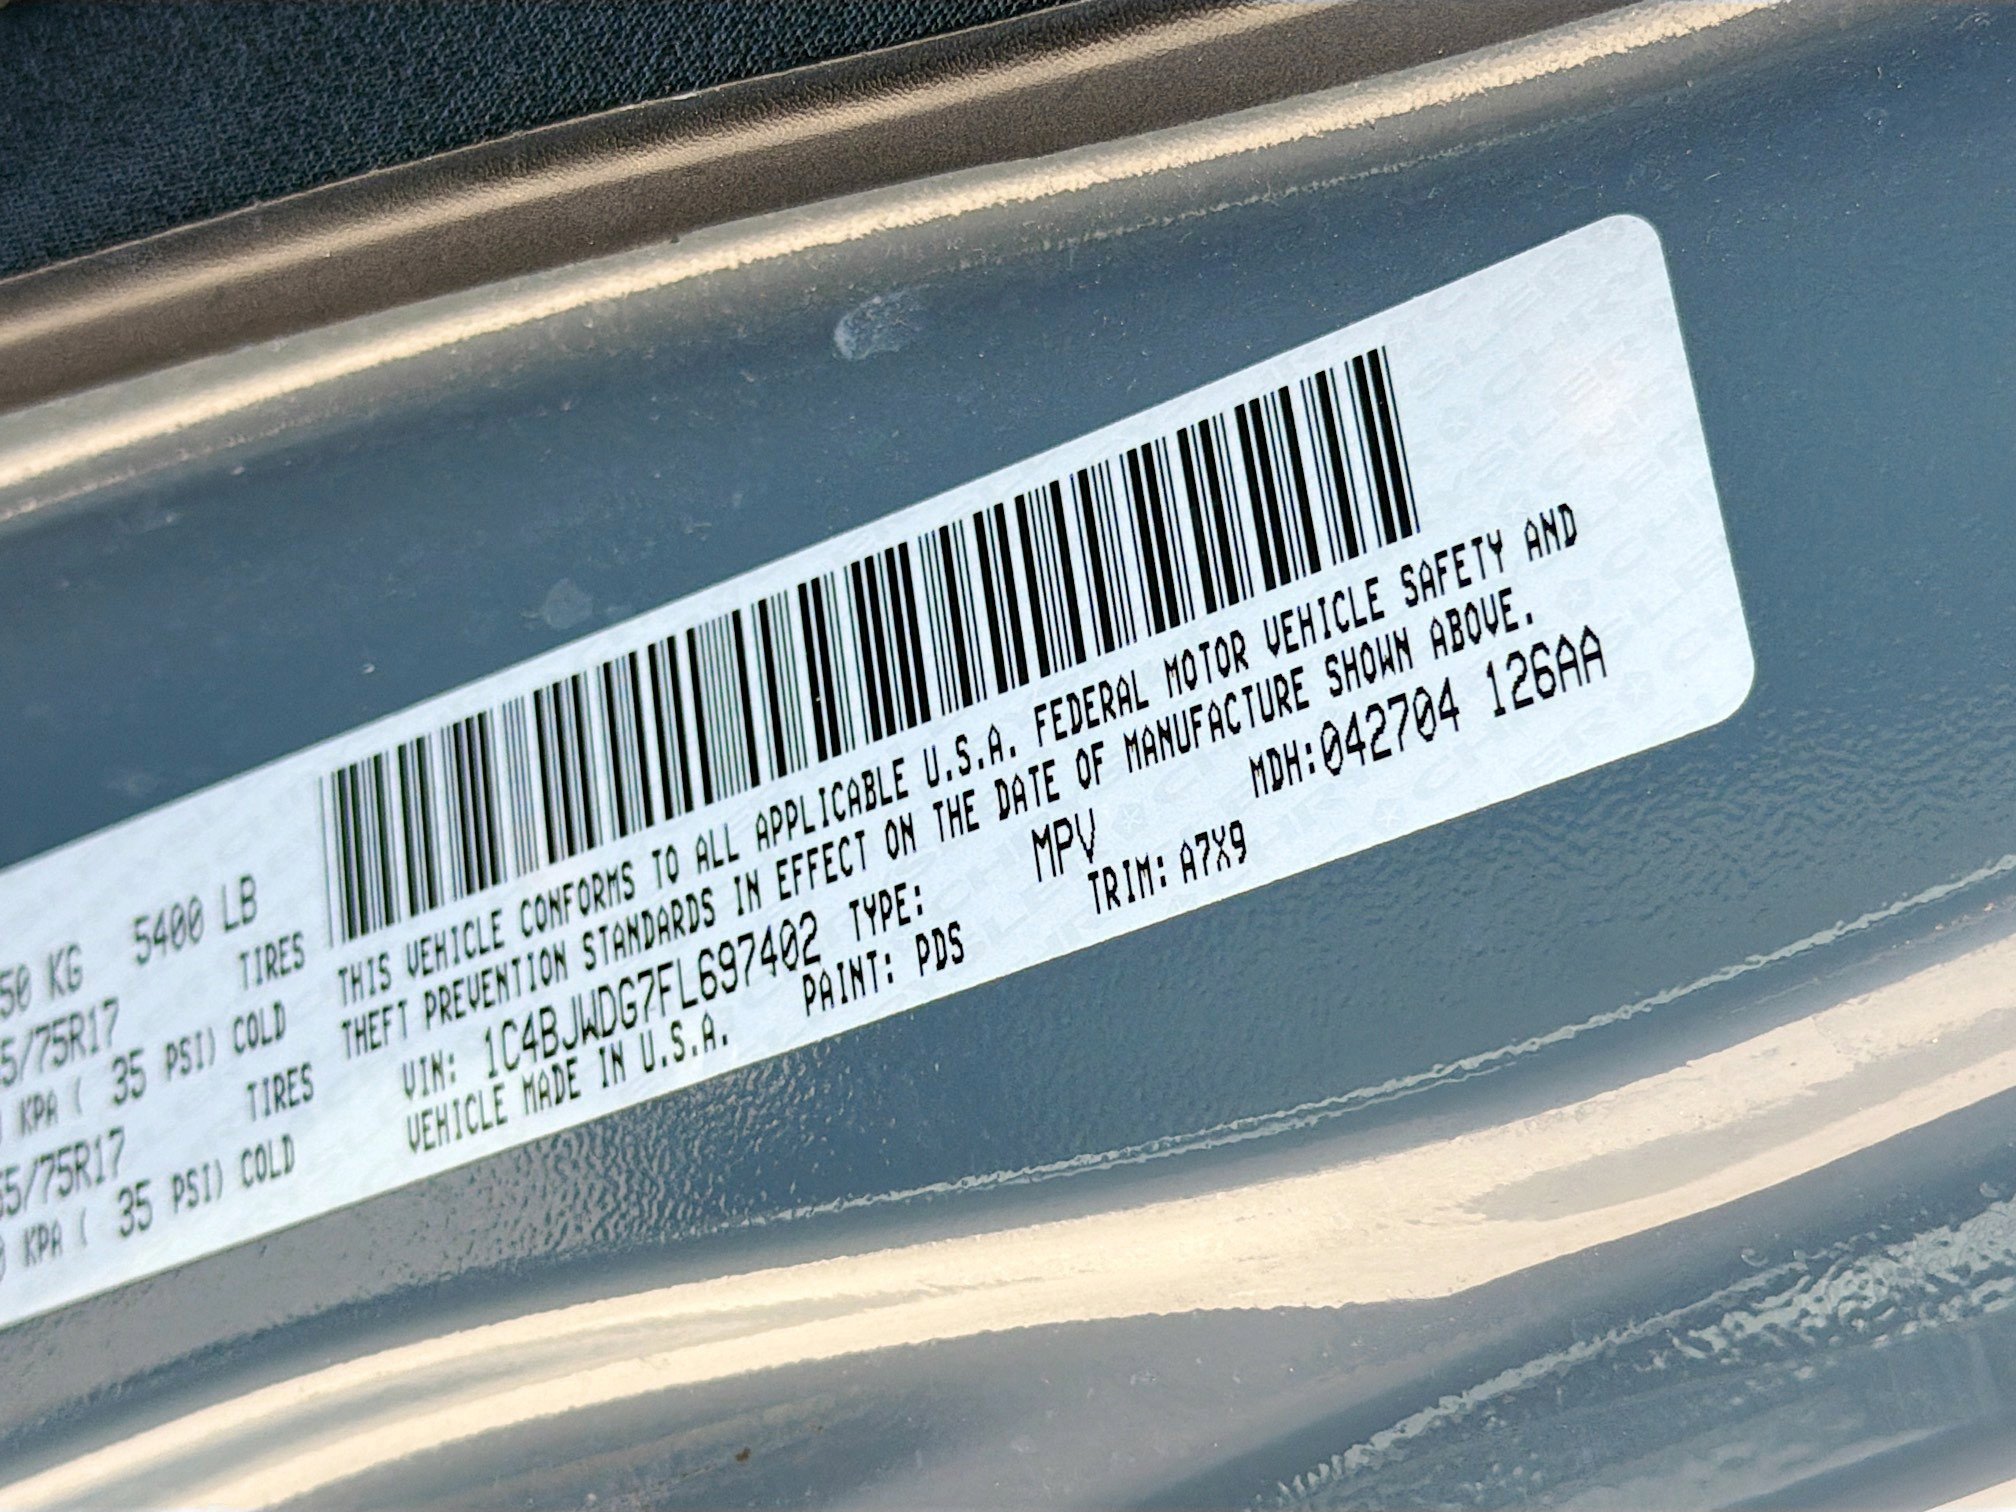 5400 LB
50 KG
TIRES
5/75R17
KPA ( 35 PSI) COLD
TIRES
65/75R17
KPA ( 35 PSI) COLD
THIS VEHICLE CONFORMS TO ALL APPLICABLE U.S.A. FEDERAL MOTOR VEHICLE SAFETY AND
THEFT PREVENTION STANDARDS IN EFFECT ON THE DATE OF MANUFACTURE SHOWN ABOVE.
VIN: 1C4BJWDG7FL697402 TYPE: MPV MDH:042704 126AA
VEHICLE MADE IN U.S.A. PAINT: PDS TRIM: A7X9